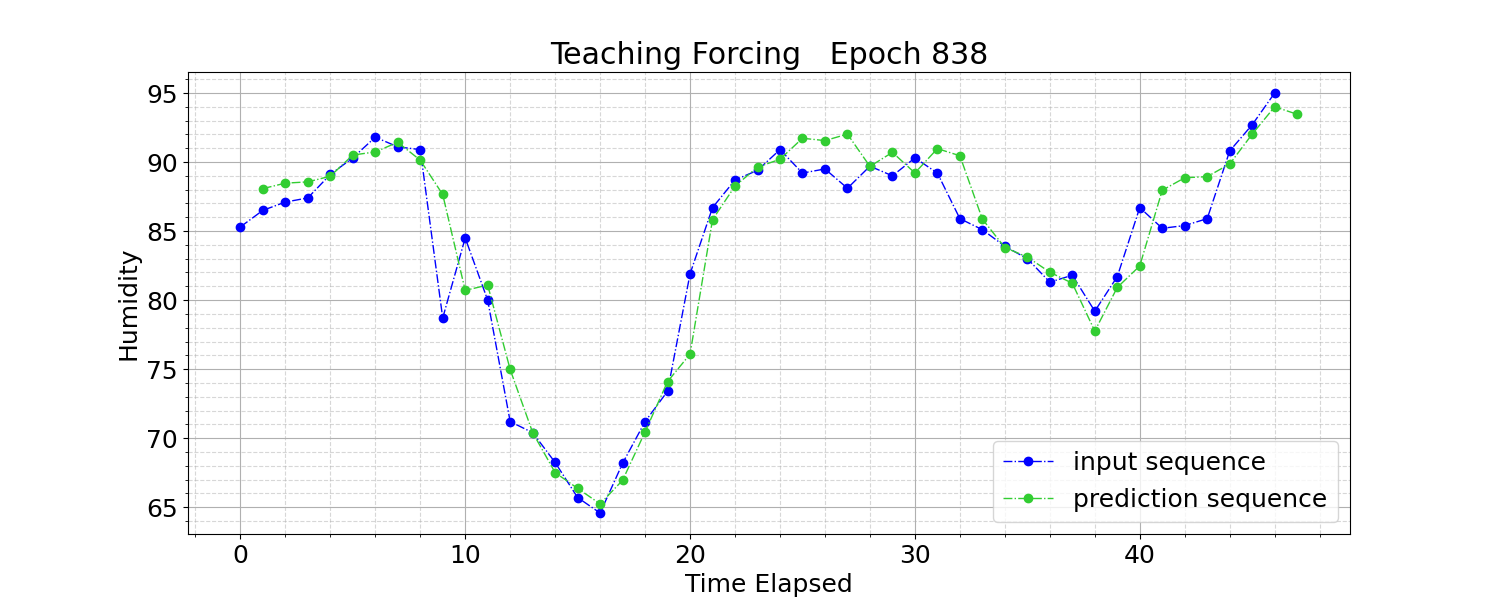 Teaching Forcing   Epoch 838
Humidity
95
90
85
80
75
70
65
0
10
20
30
40
Time Elapsed
input sequence
prediction sequence